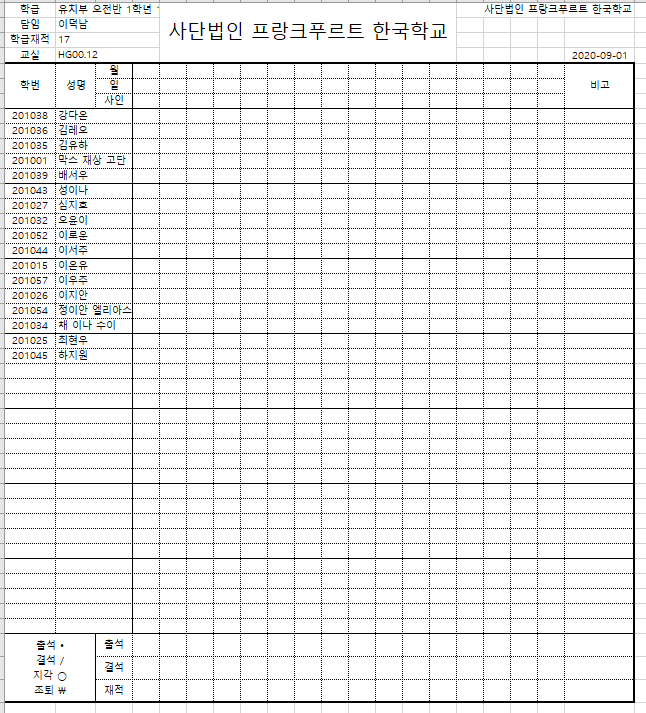 학급 유치부 오전반 1학년 사단법인 프랑크푸르트 한국학교
담임 이덕남
사단법인 프랑크푸르트 한국학교
학급재적 17
교실 HG00.12 2020-09-01
학번 성명 월 비고
일
사인
201038 강다은
201036 김레오
201035 김유하
201001 막스 재상 고단
201039 배서우
201043 성이나
201027 심지호
201032 오윤이
201052 이로운
201044 이서주
201015 이온유
201057 이우주
201026 이지안
201054 정이안 엘리아스
201034 채 이나 수이
201025 최현우
201045 하지원
출석 • 출석
결석 / 결석
지각 ○
조퇴 ₩ 재적